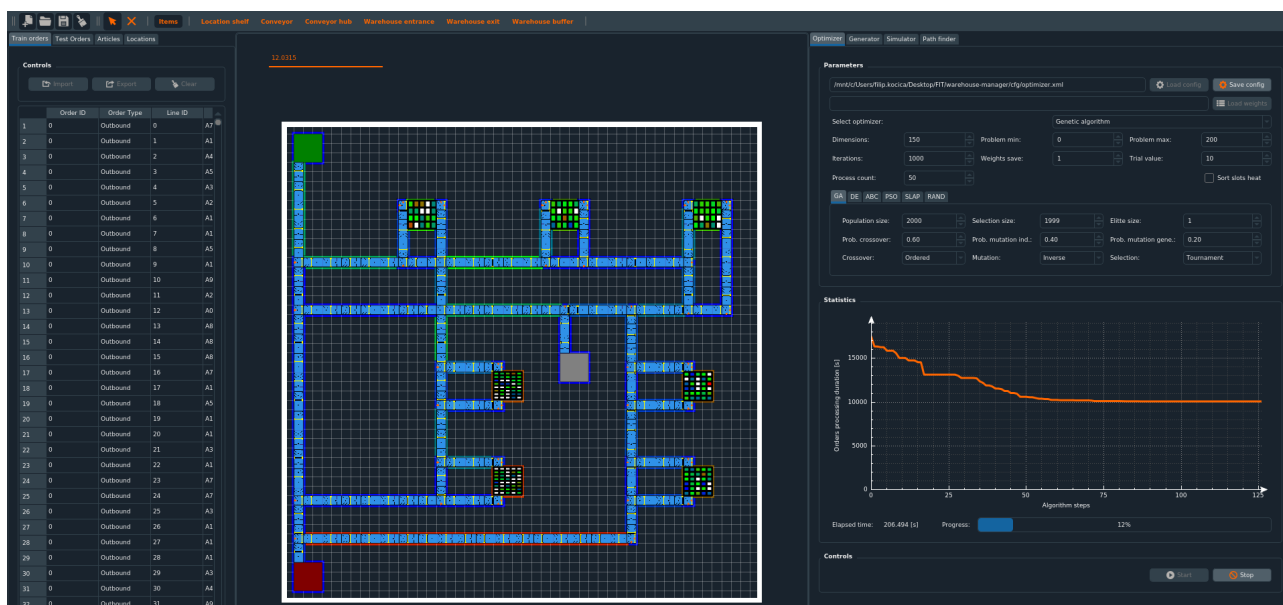 Items Location shelf Conveyor Conveyor hub Warehouse entrance Warehouse exit Warehouse buffer
Train orders Test Orders Articles Locations
Controls
Import Export Clear
Order ID Order Type Line ID
1 0 Outbound 0 A7
2 0 Outbound 1 A1
3 0 Outbound 2 A4
4 0 Outbound 3 A5
5 0 Outbound 4 A3
6 0 Outbound 5 A2
7 0 Outbound 6 A1
8 0 Outbound 7 A1
9 0 Outbound 8 A5
10 0 Outbound 9 A1
11 0 Outbound 10 A9
12 0 Outbound 11 A2
13 0 Outbound 12 A0
14 0 Outbound 13 A8
15 0 Outbound 14 A8
16 0 Outbound 15 A8
17 0 Outbound 16 A7
18 0 Outbound 17 A1
19 0 Outbound 18 A5
20 0 Outbound 19 A1
21 0 Outbound 20 A1
22 0 Outbound 21 A3
23 0 Outbound 22 A1
24 0 Outbound 23 A7
25 0 Outbound 24 A7
26 0 Outbound 25 A3
27 0 Outbound 26 A1
28 0 Outbound 27 A1
29 0 Outbound 28 A1
30 0 Outbound 29 A3
31 0 Outbound 30 A4
32 0 Outbound 31 A9
12.0315
Optimizer Generator Simulator Path finder
Parameters
/mnt/c/Users/filip.kocica/Desktop/FIT/warehouse-manager/cfg/optimizer.xml Load config Save config
Load weights
Select optimizer: Genetic algorithm
Dimensions: 150 Problem min: 0 Problem max: 200
Iterations: 1000 Weights save: 1 Trial value: 10
Process count: 50 Sort slots heat
GA DE ABC PSO SLAP RAND
Population size: 2000 Selection size: 1999 Elitte size: 1
Prob. crossover: 0.60 Prob. mutation ind.: 0.40 Prob. mutation gene.: 0.20
Crossover: Ordered Mutation: Inverse Selection: Tournament
Statistics
Orders processing duration [s]
15000
10000
5000
0
0 25 50 75 100 125
Algorithm steps
Elapsed time: 206.494 [s] Progress: 12%
Controls
Start Stop